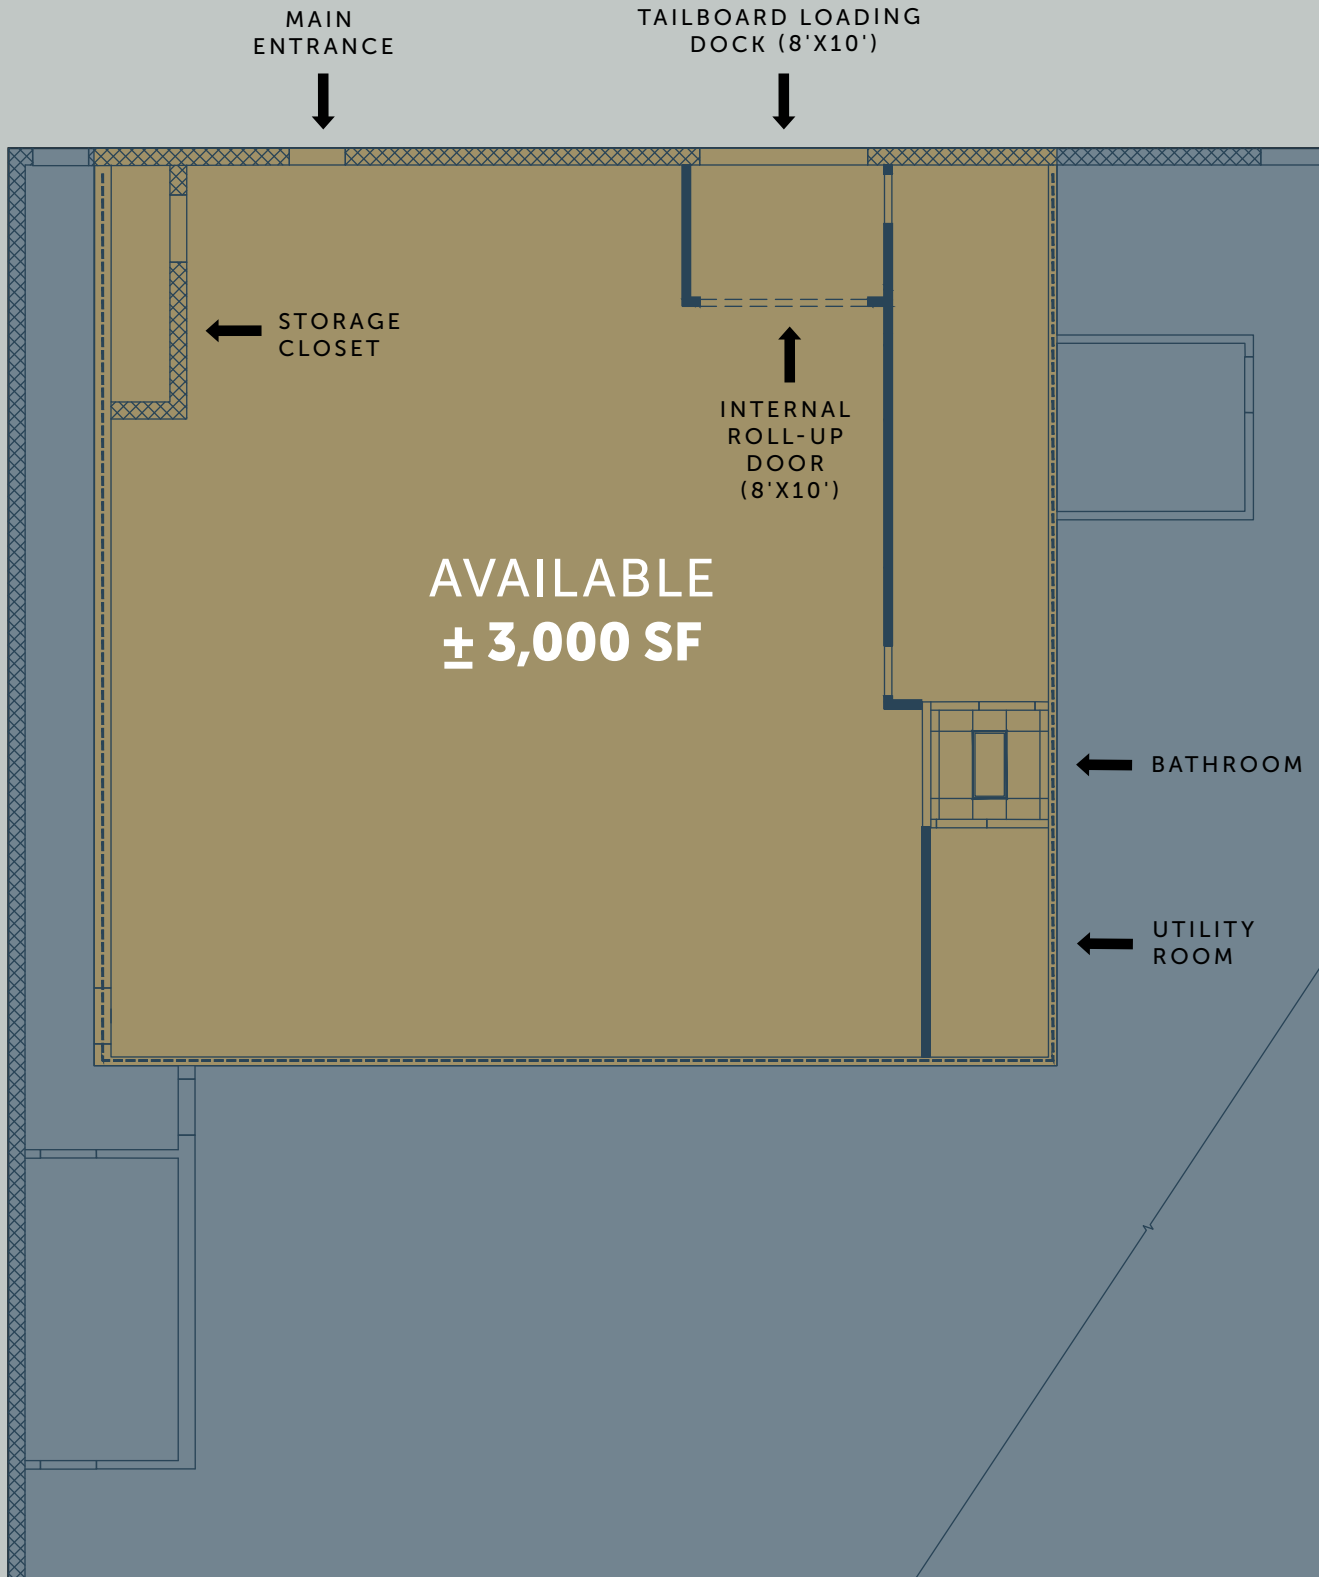 MAIN
ENTRANCE
TAILBOARD LOADING
DOCK (8'X10')
STORAGE
CLOSET
INTERNAL
ROLL-UP
DOOR
(8'X10')
AVAILABLE
± 3,000 SF
BATHROOM
UTILITY
ROOM